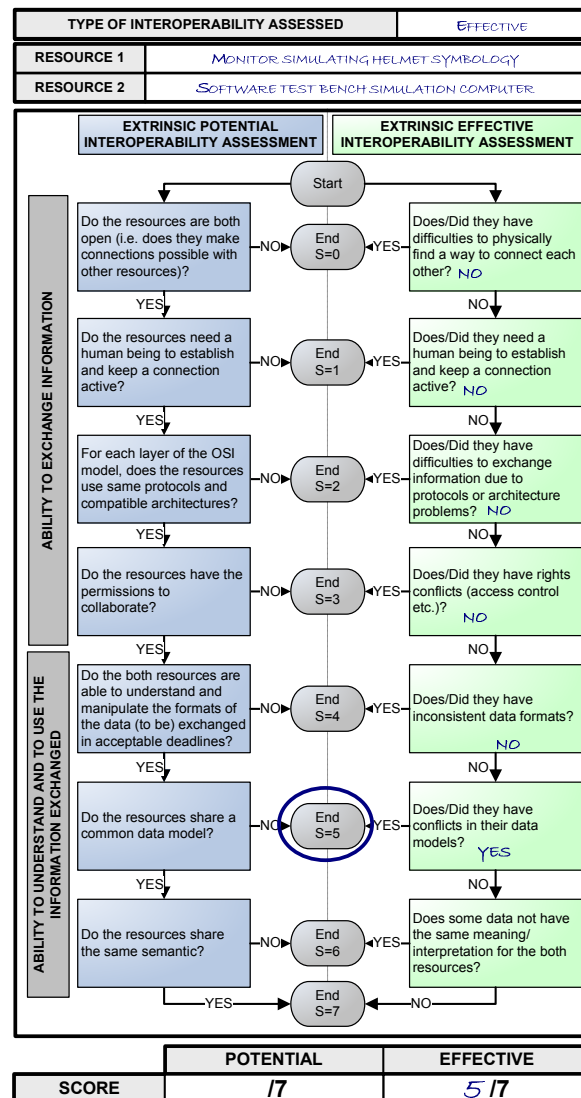 TYPE OF INTEROPERABILITY ASSESSED EFFECTIVE
RESOURCE 1 MONITOR SIMULATING HELMET SYMBOLOGY
RESOURCE 2 SOFTWARE TEST BENCH SIMULATION COMPUTER
EXTRINSIC POTENTIAL
INTEROPERABILITY ASSESSMENT
EXTRINSIC EFFECTIVE
INTEROPERABILITY ASSESSMENT
Start
ABILITY TO EXCHANGE INFORMATION
Do the resources are both
open (i.e. does they make
connections possible with
other resources)?
NO
End
S=0
YES
Does/Did they have
difficulties to physically
find a way to connect each
other? NO
YES
NO
Do the resources need a
human being to establish
and keep a connection
active?
NO
End
S=1
YES
Does/Did they need a
human being to establish
and keep a connection
active? NO
YES
NO
For each layer of the OSI
model, does the resources
use same protocols and
compatible architectures?
NO
End
S=2
YES
Does/Did they have
difficulties to exchange
information due to
protocols or architecture
problems? NO
YES
NO
Do the resources have the
permissions to
collaborate?
NO
End
S=3
YES
Does/Did they have rights
conflicts (access control
etc.)?
NO
YES
NO
ABILITY TO UNDERSTAND AND TO USE THE
INFORMATION EXCHANGED
Do the both resources are
able to understand and
manipulate the formats of
the data (to be) exchanged
in acceptable deadlines?
NO
End
S=4
YES
Does/Did they have
inconsistent data formats?
NO
YES
NO
Do the resources share a
common data model?
NO
End
S=5
YES
Does/Did they have
conflicts in their data
models?
YES
YES
NO
Do the resources share
the same semantic?
NO
End
S=6
YES
Does some data not have
the same meaning/
interpretation for the both
resources?
YES
End
S=7
NO
POTENTIAL EFFECTIVE
SCORE /7 5 /7